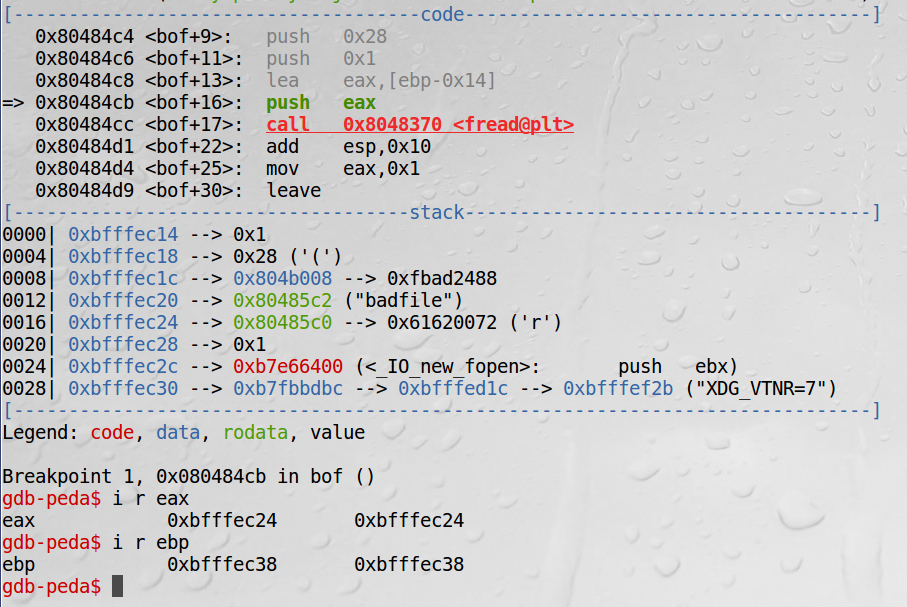 [-------------------------------------code-------------------------------------]
   0x80484c4 <bof+9>:	push   0x28
   0x80484c6 <bof+11>:	push   0x1
   0x80484c8 <bof+13>:	lea    eax,[ebp-0x14]
=> 0x80484cb <bof+16>:	push   eax
   0x80484cc <bof+17>:	call   0x8048370 <fread@plt>
   0x80484d1 <bof+22>:	add    esp,0x10
   0x80484d4 <bof+25>:	mov    eax,0x1
   0x80484d9 <bof+30>:	leave
[------------------------------------stack-------------------------------------]
0000| 0xbfffec14 --> 0x1
0004| 0xbfffec18 --> 0x28 ('(')
0008| 0xbfffec1c --> 0x804b008 --> 0xfbad2488
0012| 0xbfffec20 --> 0x80485c2 ("badfile")
0016| 0xbfffec24 --> 0x80485c0 --> 0x61620072 ('r')
0020| 0xbfffec28 --> 0x1
0024| 0xbfffec2c --> 0xb7e66400 (<_IO_new_fopen>:	push   ebx)
0028| 0xbfffec30 --> 0xb7fbbdbc --> 0xbfffed1c --> 0xbfffef2b ("XDG_VTNR=7")
[------------------------------------------------------------------------------]
Legend: code, data, rodata, value

Breakpoint 1, 0x080484cb in bof ()
gdb-peda$ i r eax
eax            0xbfffec24	0xbfffec24
gdb-peda$ i r ebp
ebp            0xbfffec38	0xbfffec38
gdb-peda$